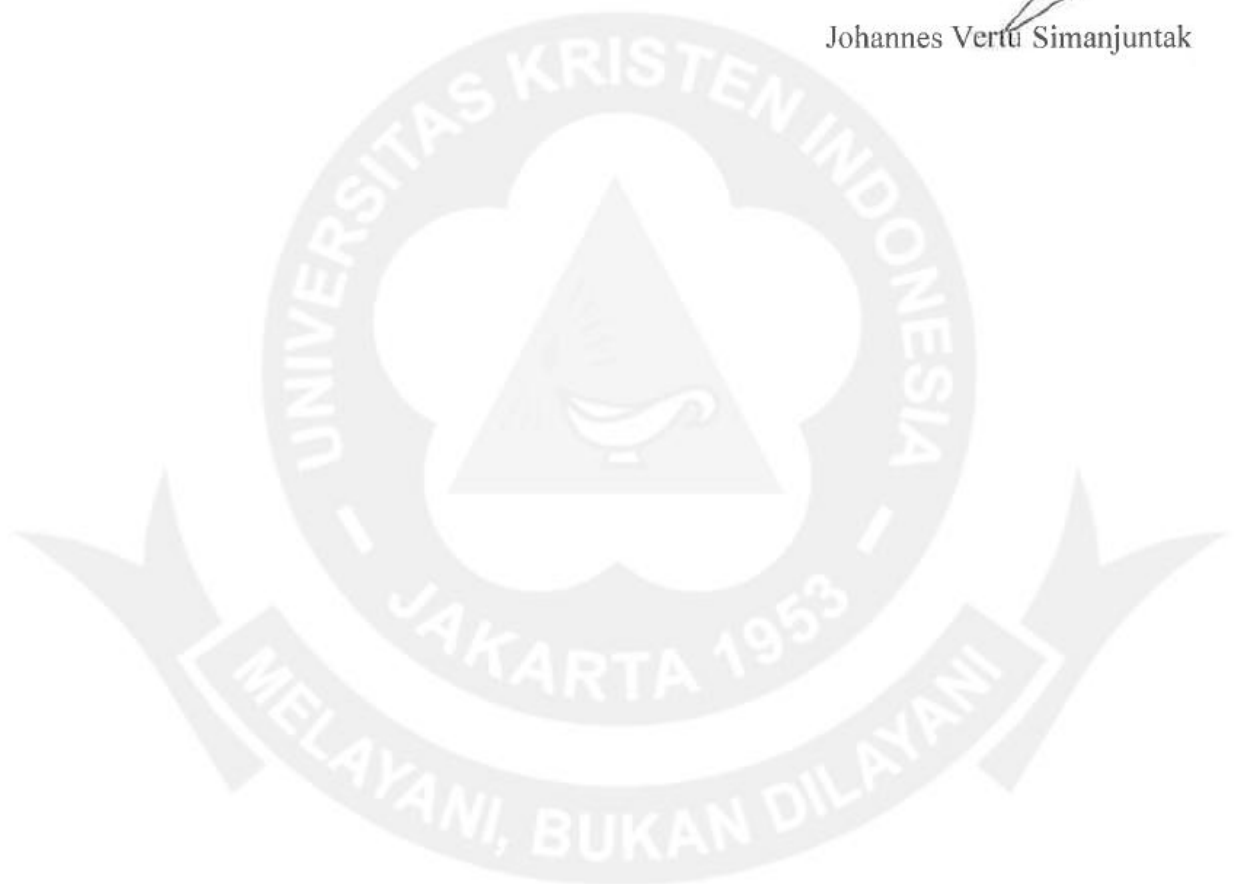 Johannes Vertu Simanjuntak
UNIVERSITAS KRISTEN INDONESIA
JAKARTA 1953
MELAYANI, BUKAN DILAYANI